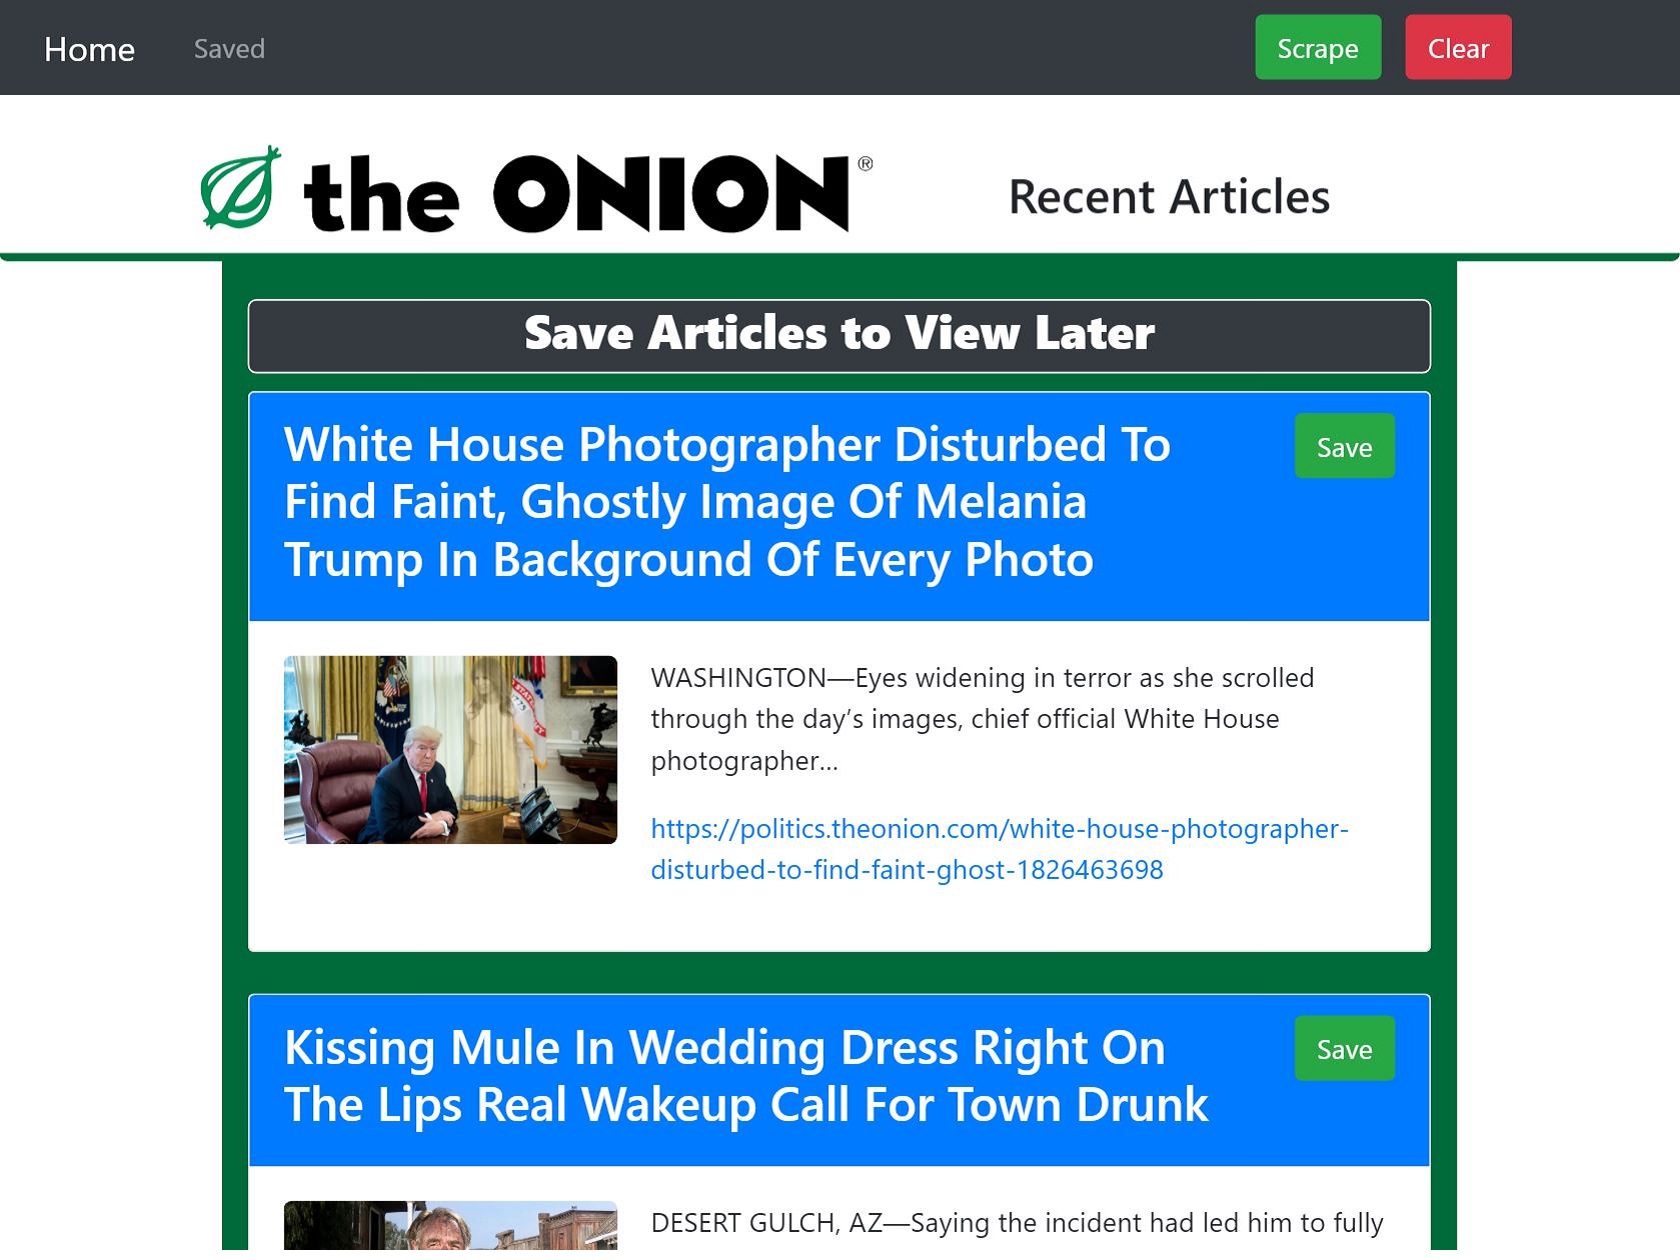 Home Saved Scrape Clear
the ONION® Recent Articles
Save Articles to View Later
White House Photographer Disturbed To
Find Faint, Ghostly Image Of Melania
Trump In Background Of Every Photo
Save
WASHINGTON—Eyes widening in terror as she scrolled
through the day’s images, chief official White House
photographer...
https://politics.theonion.com/white-house-photographer-
disturbed-to-find-faint-ghost-1826463698
Kissing Mule In Wedding Dress Right On
The Lips Real Wakeup Call For Town Drunk
Save
DESERT GULCH, AZ—Saying the incident had led him to fully